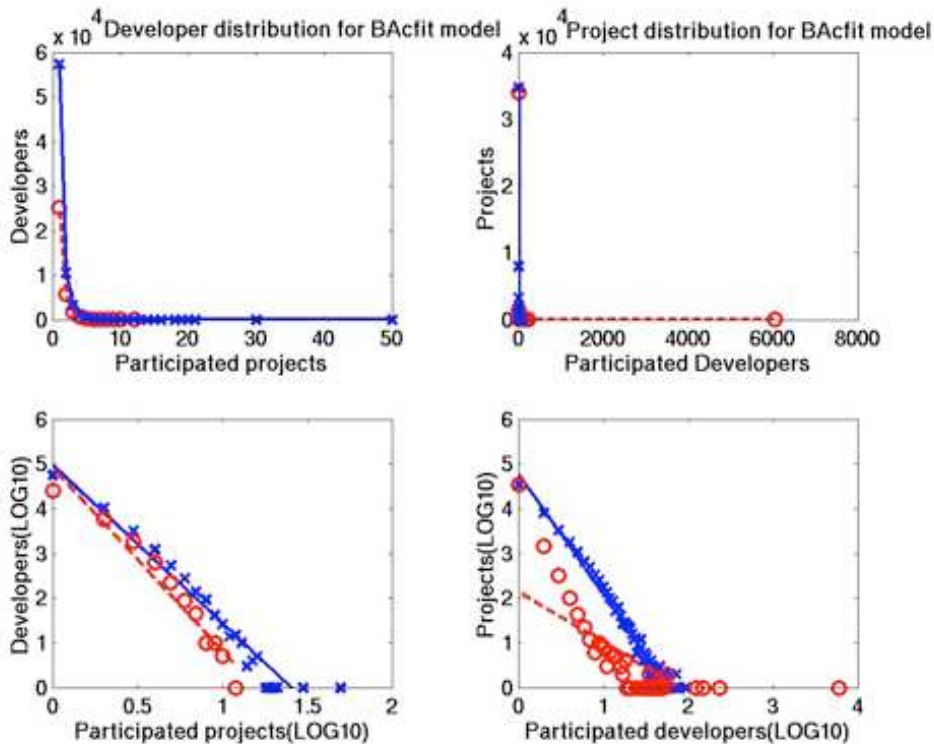 x 10^4 Developer distribution for BAcfit model
6
5
4
3
2
1
0
Developers
0 10 20 30 40 50
Participated projects
x 10^4 Project distribution for BAcfit model
4
3
2
1
0
Projects
0 2000 4000 6000 8000
Participated Developers
6
5
4
3
2
1
0
Developers(LOG10)
0 0.5 1 1.5 2
Participated projects(LOG10)
6
5
4
3
2
1
0
Projects(LOG10)
0 1 2 3 4
Participated developers(LOG10)